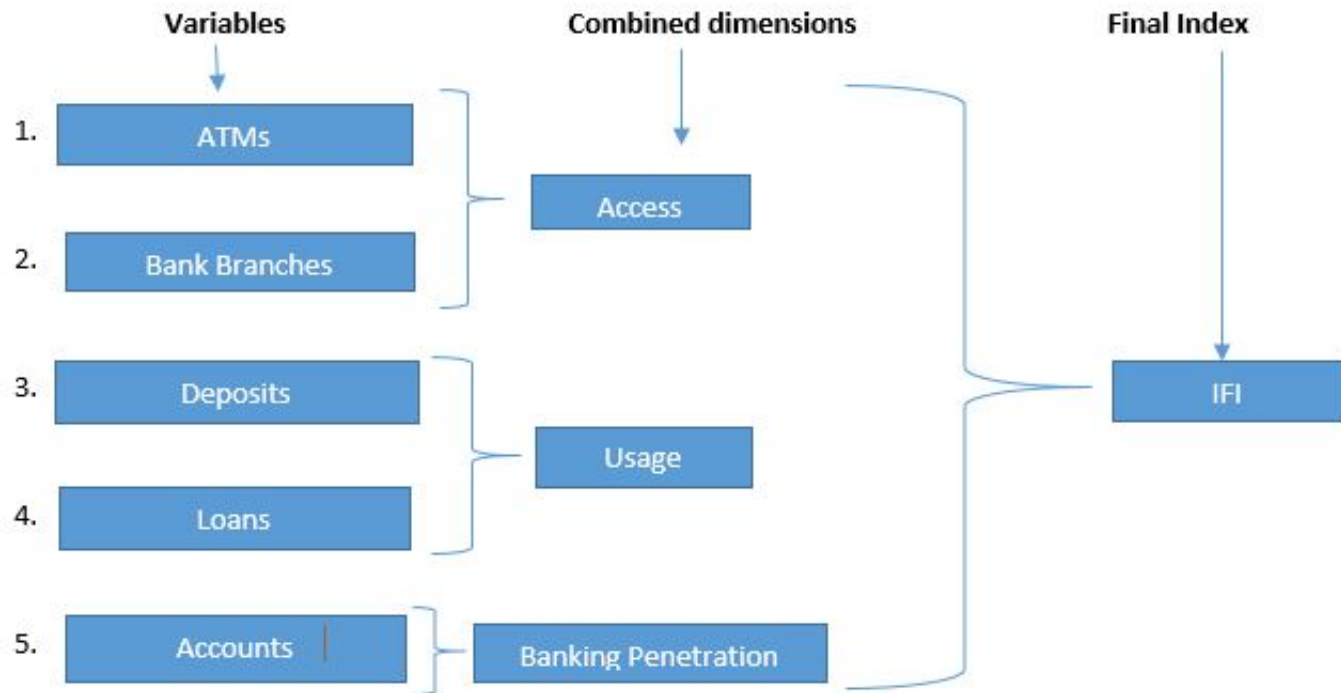 Variables
Combined dimensions
Final Index
1.
ATMs
Access
2.
Bank Branches
3.
Deposits
IFI
Usage
4.
Loans
5.
Accounts
Banking Penetration